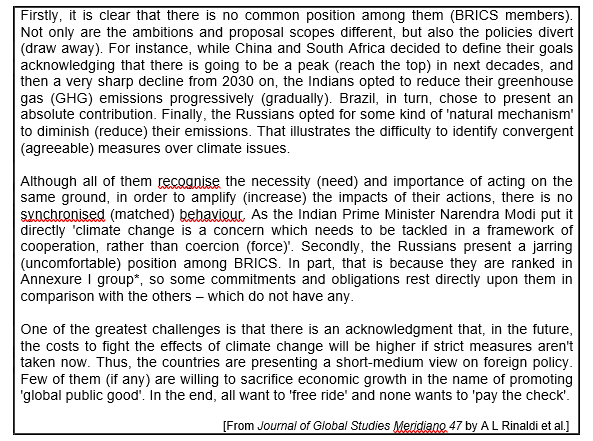 Firstly, it is clear that there is no common position among them (BRICS members).
Not only are the ambitions and proposal scopes different, but also the policies divert
(draw away). For instance, while China and South Africa decided to define their goals
acknowledging that there is going to be a peak (reach the top) in next decades, and
then a very sharp decline from 2030 on, the Indians opted to reduce their greenhouse
gas (GHG) emissions progressively (gradually). Brazil, in turn, chose to present an
absolute contribution. Finally, the Russians opted for some kind of 'natural mechanism'
to diminish (reduce) their emissions. That illustrates the difficulty to identify convergent
(agreeable) measures over climate issues.
Although all of them recognise the necessity (need) and importance of acting on the
same ground, in order to amplify (increase) the impacts of their actions, there is no
synchronised (matched) behaviour. As the Indian Prime Minister Narendra Modi put it
directly 'climate change is a concern which needs to be tackled in a framework of
cooperation, rather than coercion (force)'. Secondly, the Russians present a jarring
(uncomfortable) position among BRICS. In part, that is because they are ranked in
Annexure I group*, so some commitments and obligations rest directly upon them in
comparison with the others – which do not have any.
One of the greatest challenges is that there is an acknowledgment that, in the future,
the costs to fight the effects of climate change will be higher if strict measures aren't
taken now. Thus, the countries are presenting a short-medium view on foreign policy.
Few of them (if any) are willing to sacrifice economic growth in the name of promoting
'global public good'. In the end, all want to 'free ride' and none wants to 'pay the check'.
[From Journal of Global Studies Meridiano 47 by A L Rinaldi et al.]